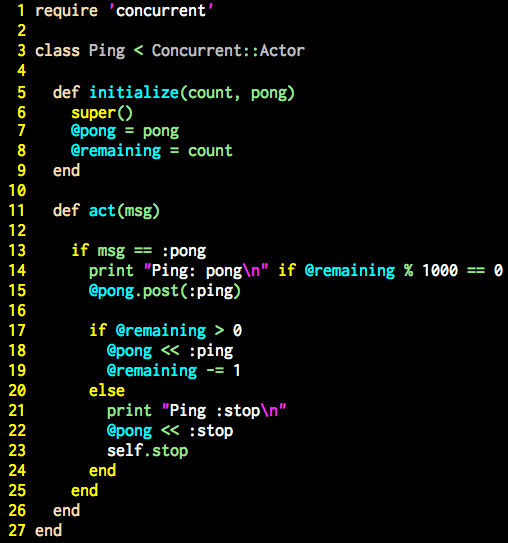 1 require 'concurrent'
2
3 class Ping < Concurrent::Actor
4
5   def initialize(count, pong)
6     super()
7     @pong = pong
8     @remaining = count
9   end
10
11   def act(msg)
12
13     if msg == :pong
14       print "Ping: pong\n" if @remaining % 1000 == 0
15       @pong.post(:ping)
16
17       if @remaining > 0
18         @pong << :ping
19         @remaining -= 1
20       else
21         print "Ping :stop\n"
22         @pong << :stop
23         self.stop
24       end
25     end
26   end
27 end